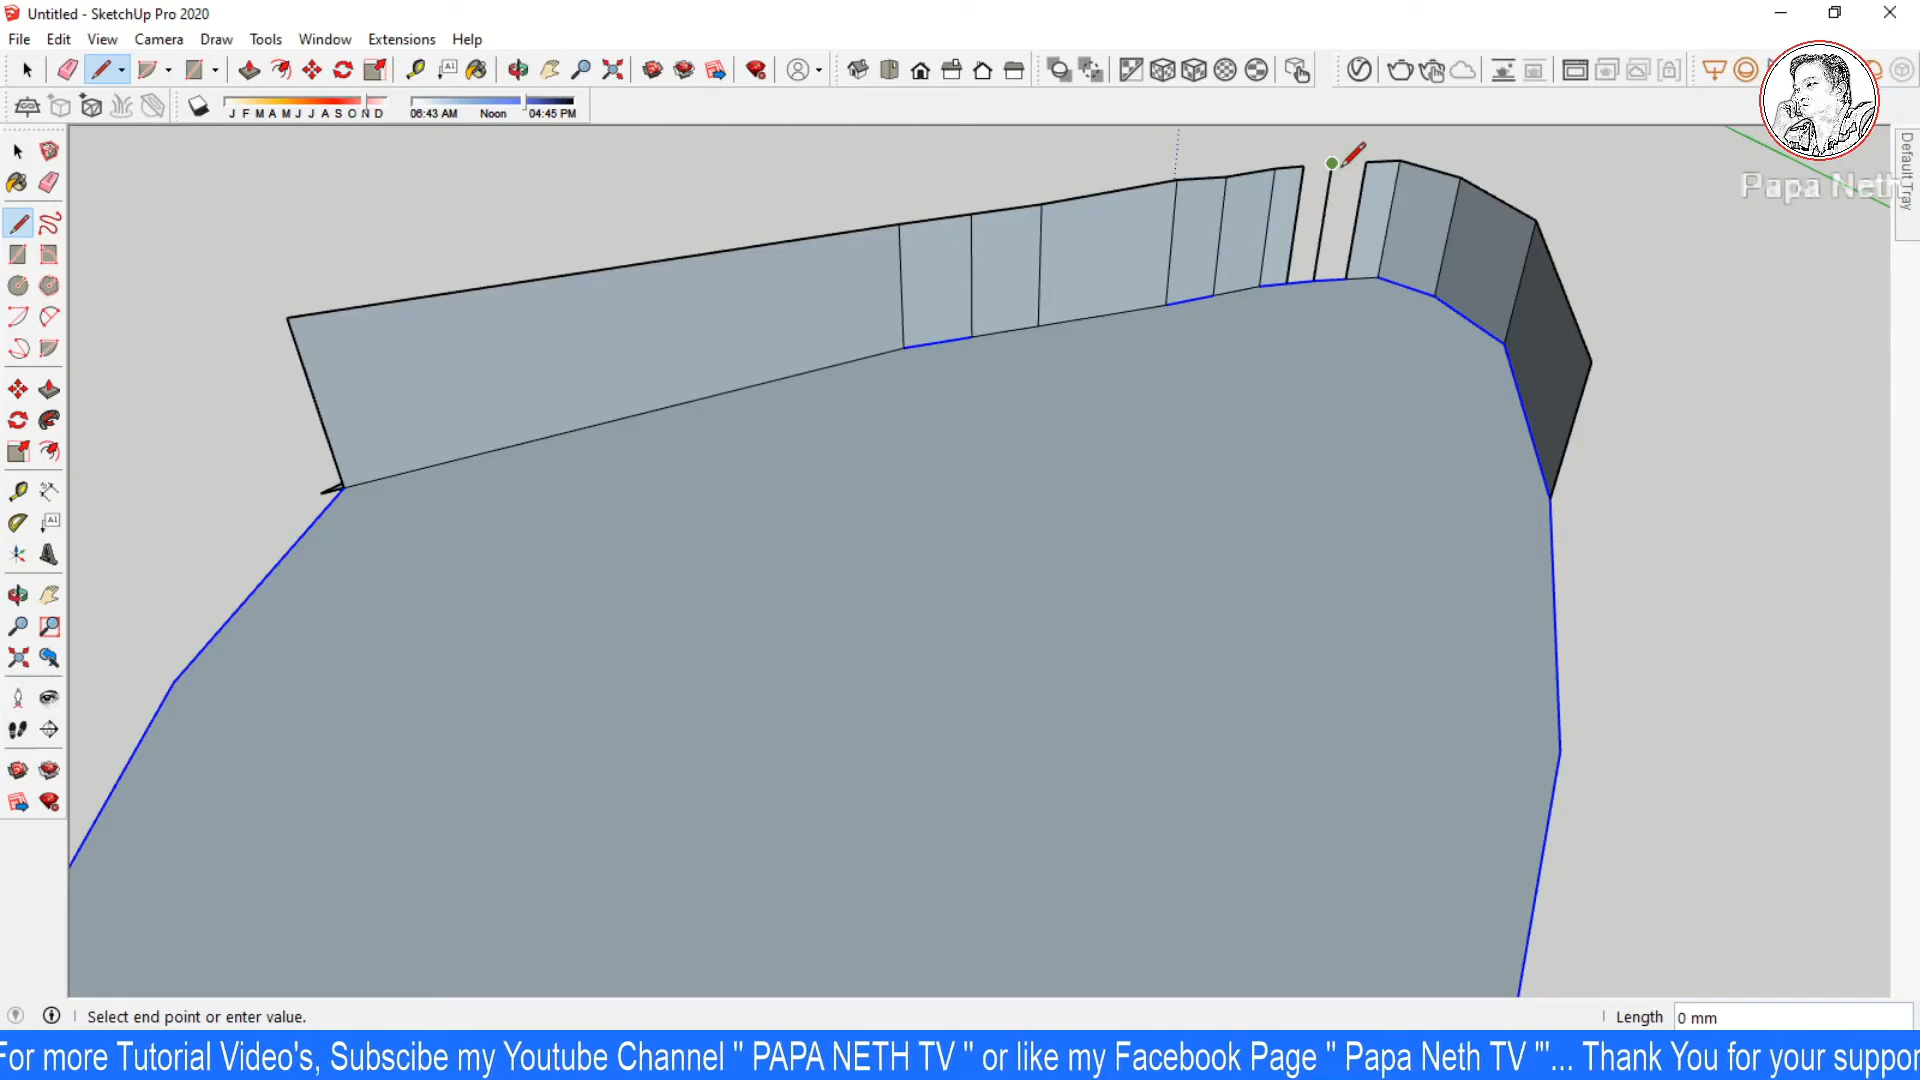 Untitled - SketchUp Pro 2020
File Edit View Camera Draw Tools Window Extensions Help
J F M A M J J A S O N D
06:43 AM Noon 04:45 PM
Default Tray
Papa Neth
Select end point or enter value.
Length 0 mm
For more Tutorial Video's, Subscibe my Youtube Channel " PAPA NETH TV " or like my Facebook Page " Papa Neth TV "'... Thank You for your suppor